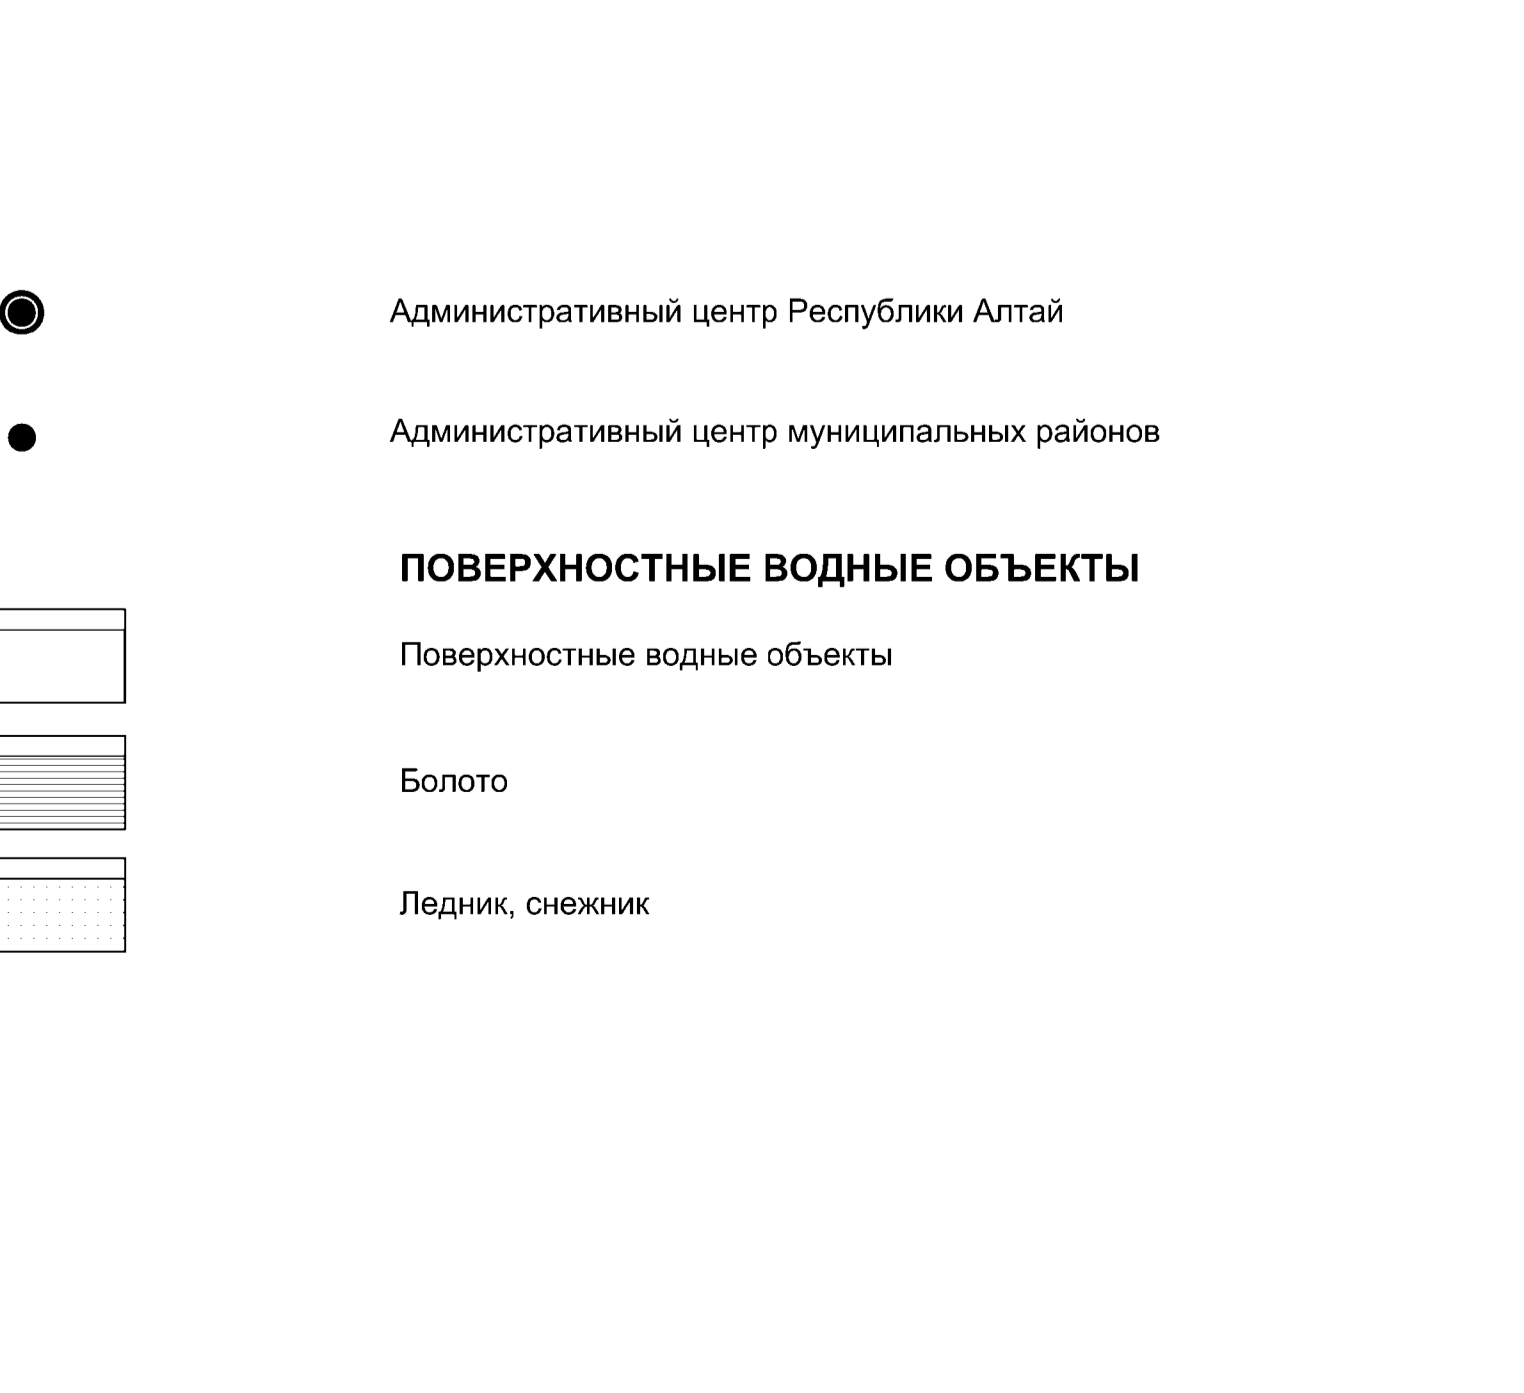 Административный центр Республики Алтай
Административный центр муниципальных районов
ПОВЕРХНОСТНЫЕ ВОДНЫЕ ОБЪЕКТЫ
Поверхностные водные объекты
Болото
Ледник, снежник